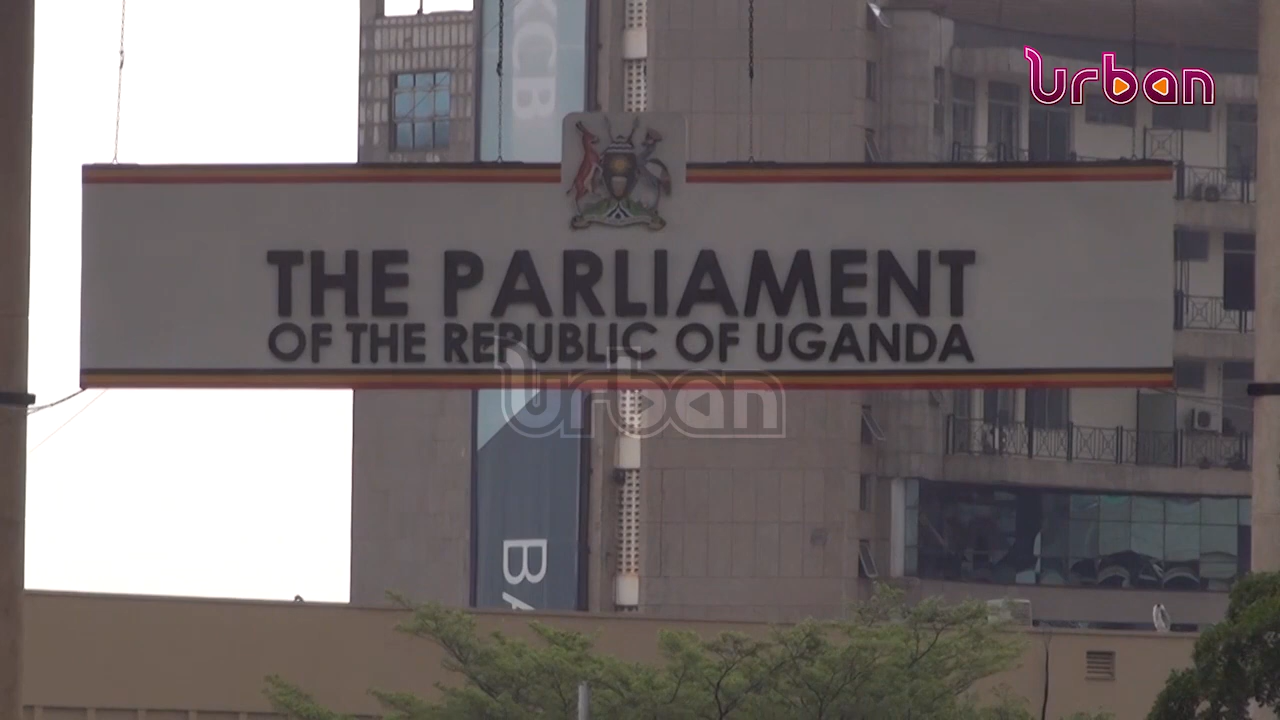 Urban
THE PARLIAMENT
OF THE REPUBLIC OF UGANDA
Urban